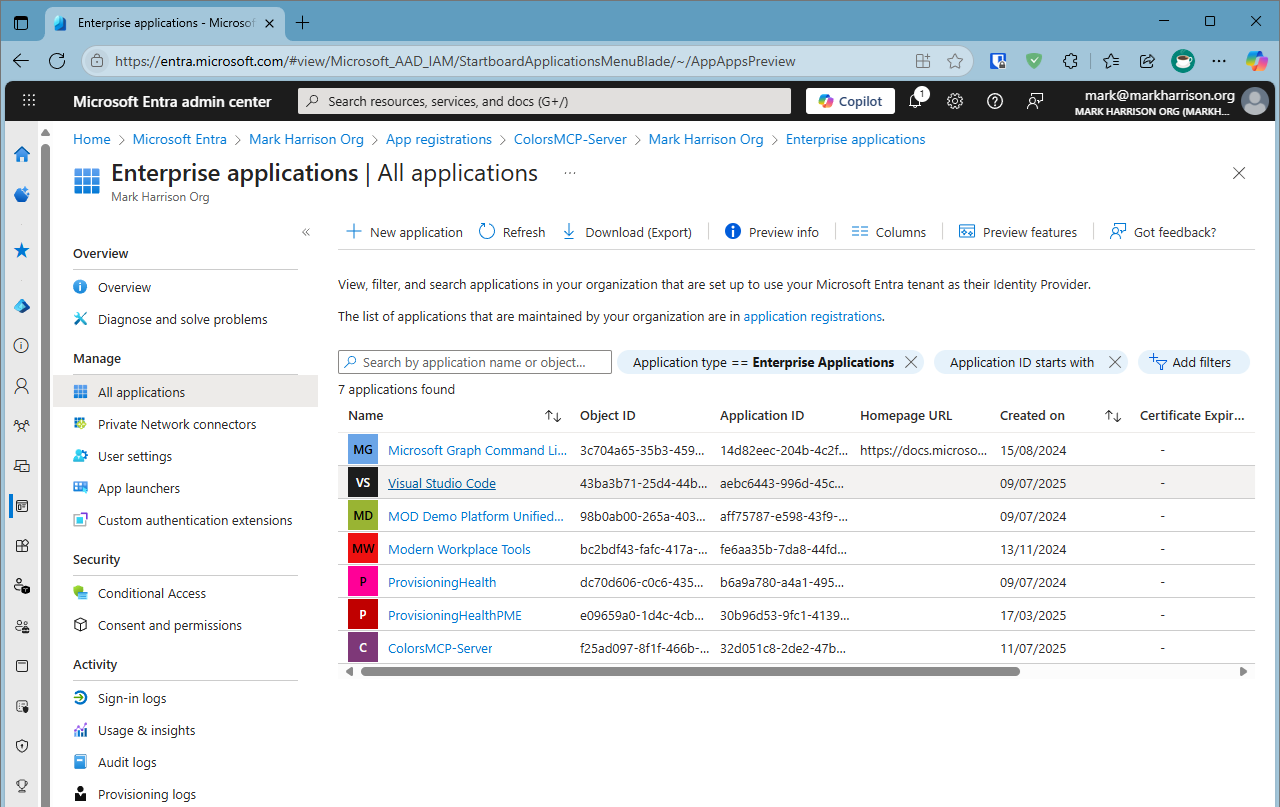 Enterprise applications - Microsof
https://entra.microsoft.com/#view/Microsoft_AAD_IAM/StartboardApplicationsMenuBlade/~/AppAppsPreview
Microsoft Entra admin center
Search resources, services, and docs (G+/)
Copilot
1
mark@markharrison.org
MARK HARRISON ORG (MARKH...
Home > Microsoft Entra > Mark Harrison Org > App registrations > ColorsMCP-Server > Mark Harrison Org > Enterprise applications
Enterprise applications | All applications ...
Mark Harrison Org
«
New application Refresh Download (Export) Preview info Columns Preview features Got feedback?
Overview
Overview
Diagnose and solve problems
Manage
All applications
Private Network connectors
User settings
App launchers
Custom authentication extensions
Security
Conditional Access
Consent and permissions
Activity
Sign-in logs
Usage & insights
Audit logs
Provisioning logs
View, filter, and search applications in your organization that are set up to use your Microsoft Entra tenant as their Identity Provider.
The list of applications that are maintained by your organization are in application registrations.
Search by application name or object... Application type == Enterprise Applications Application ID starts with Add filters
7 applications found
Name Object ID Application ID Homepage URL Created on Certificate Expir...
MG Microsoft Graph Command Li... 3c704a65-35b3-459... 14d82eec-204b-4c2f... https://docs.microso... 15/08/2024 -
VS Visual Studio Code 43ba3b71-25d4-44b... aebc6443-996d-45c... 09/07/2025 -
MD MOD Demo Platform Unified... 98b0ab00-265a-403... aff75787-e598-43f9-... 09/07/2024 -
MW Modern Workplace Tools bc2bdf43-fafc-417a-... fe6aa35b-7da8-44fd... 13/11/2024 -
P ProvisioningHealth dc70d606-c0c6-435... b6a9a780-a4a1-495... 09/07/2024 -
P ProvisioningHealthPME e09659a0-1d4c-4cb... 30b96d53-9fc1-4139... 17/03/2025 -
C ColorsMCP-Server f25ad097-8f1f-466b-... 32d051c8-2de2-47b... 11/07/2025 -